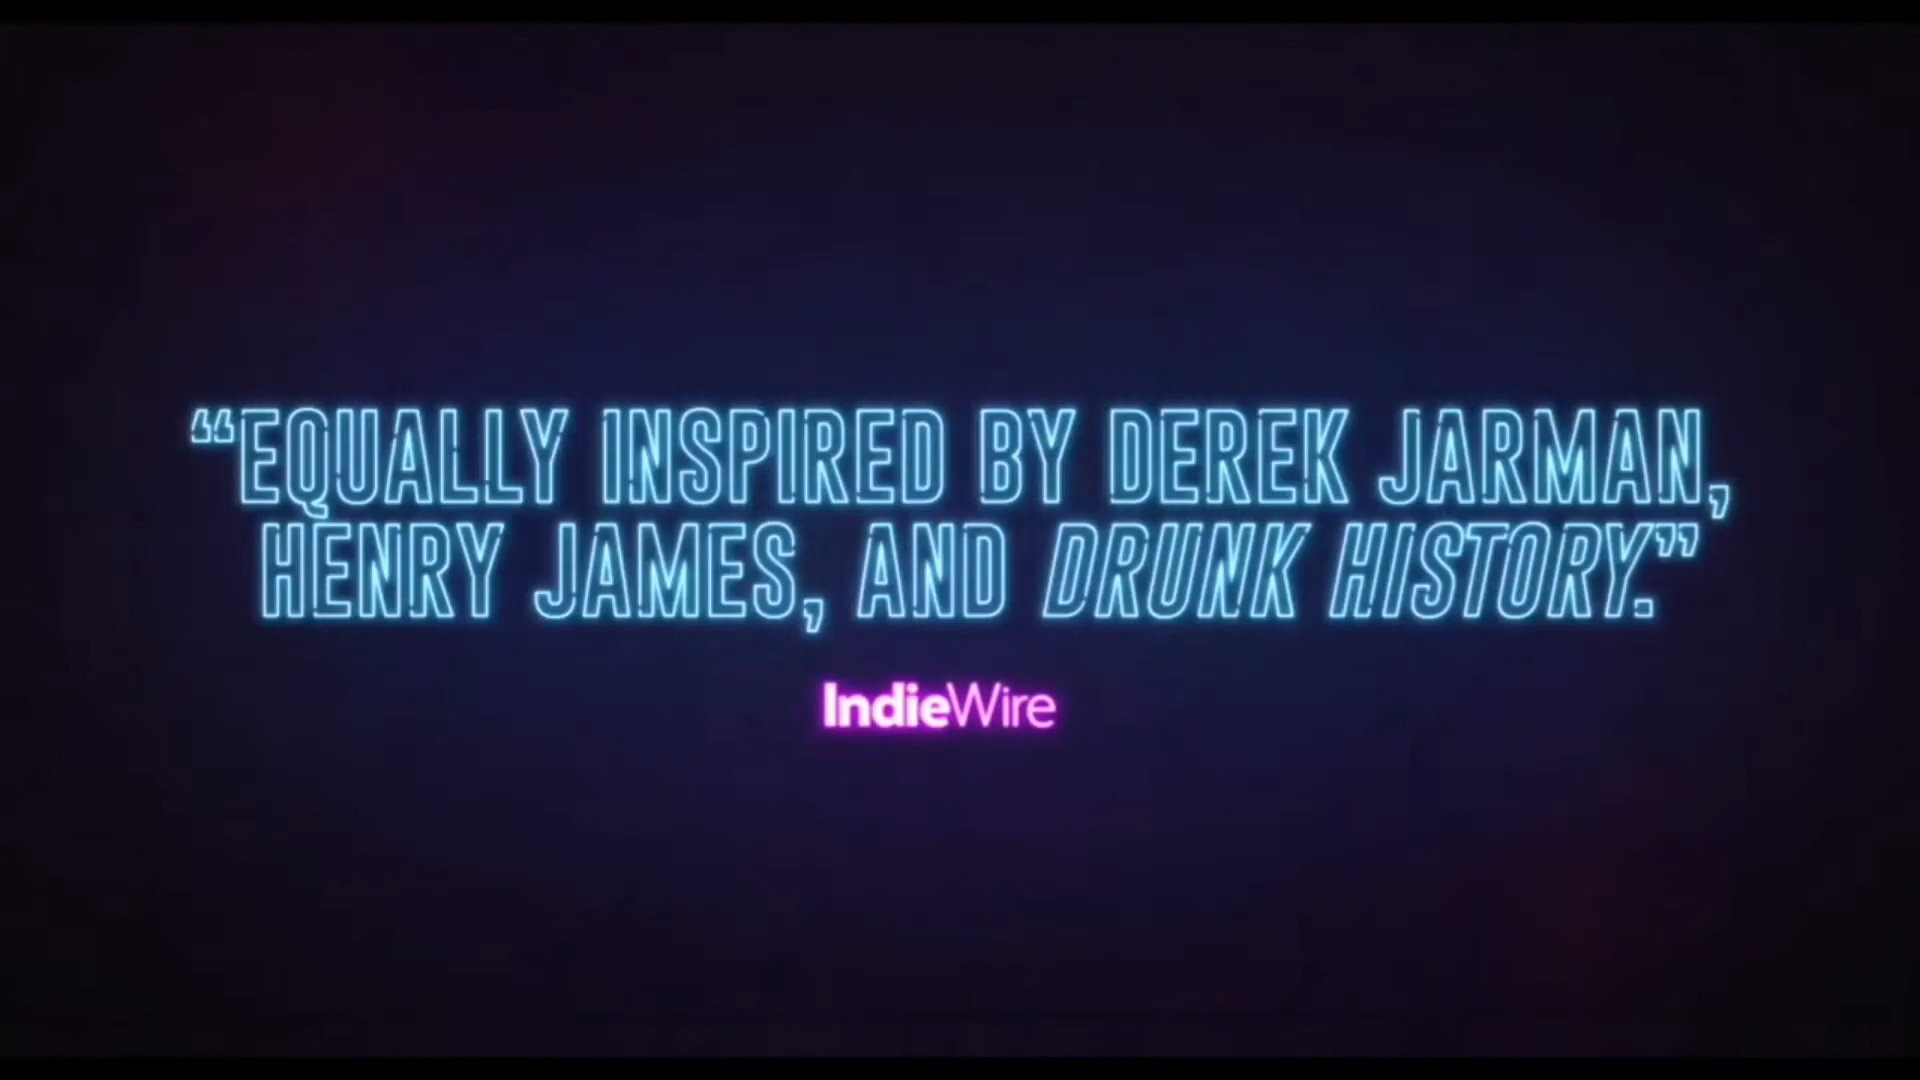 “EQUALLY INSPIRED BY DEREK JARMAN,
HENRY JAMES, AND DRUNK HISTORY.”
IndieWire